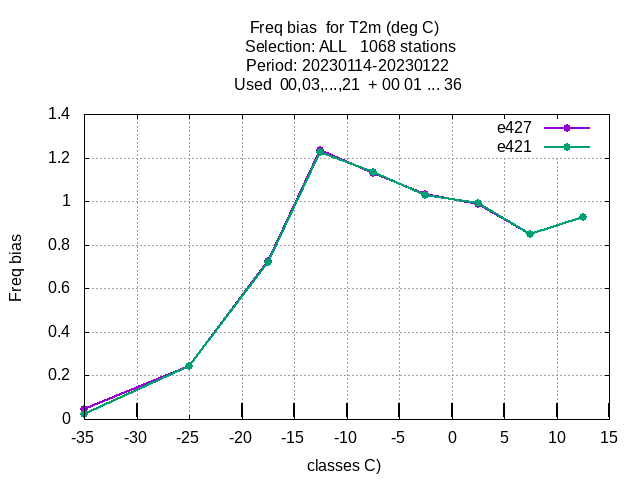 Freq bias  for T2m (deg C)
Selection: ALL   1068 stations
Period: 20230114-20230122
Used  00,03,...,21  + 00 01 ... 36
e427
e421
1.4
1.2
1
0.8
0.6
0.4
0.2
0
Freq bias
-35 -30 -25 -20 -15 -10 -5 0 5 10 15
classes C)